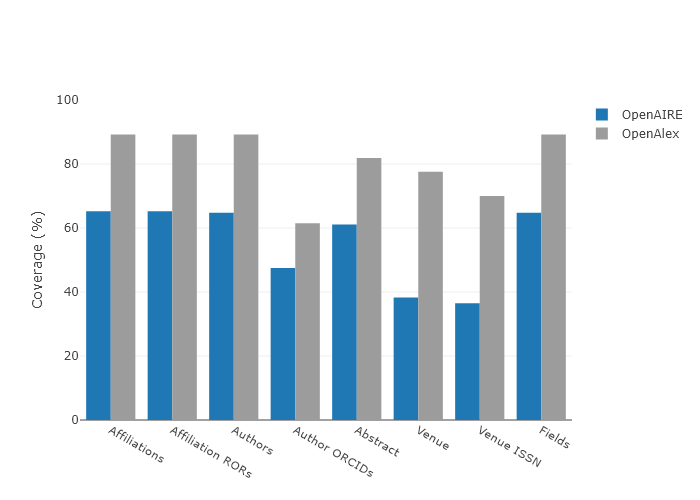 100
80
60
40
20
0
Coverage (%)
Affiliations
Affiliation RORs
Authors
Author ORCIDs
Abstract
Venue
Venue ISSN
Fields
OpenAIRE
OpenAlex